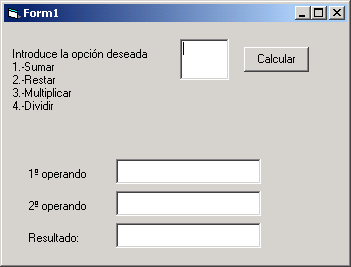 Form1
Introduce la opción deseada
1.-Sumar
2.-Restar
3.-Multiplicar
4.-Dividir
Calcular
1º operando
2º operando
Resultado: